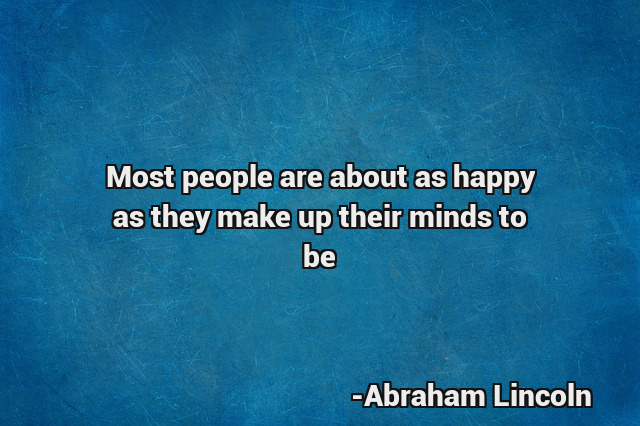 Most people are about as happy
as they make up their minds to
be
-Abraham Lincoln